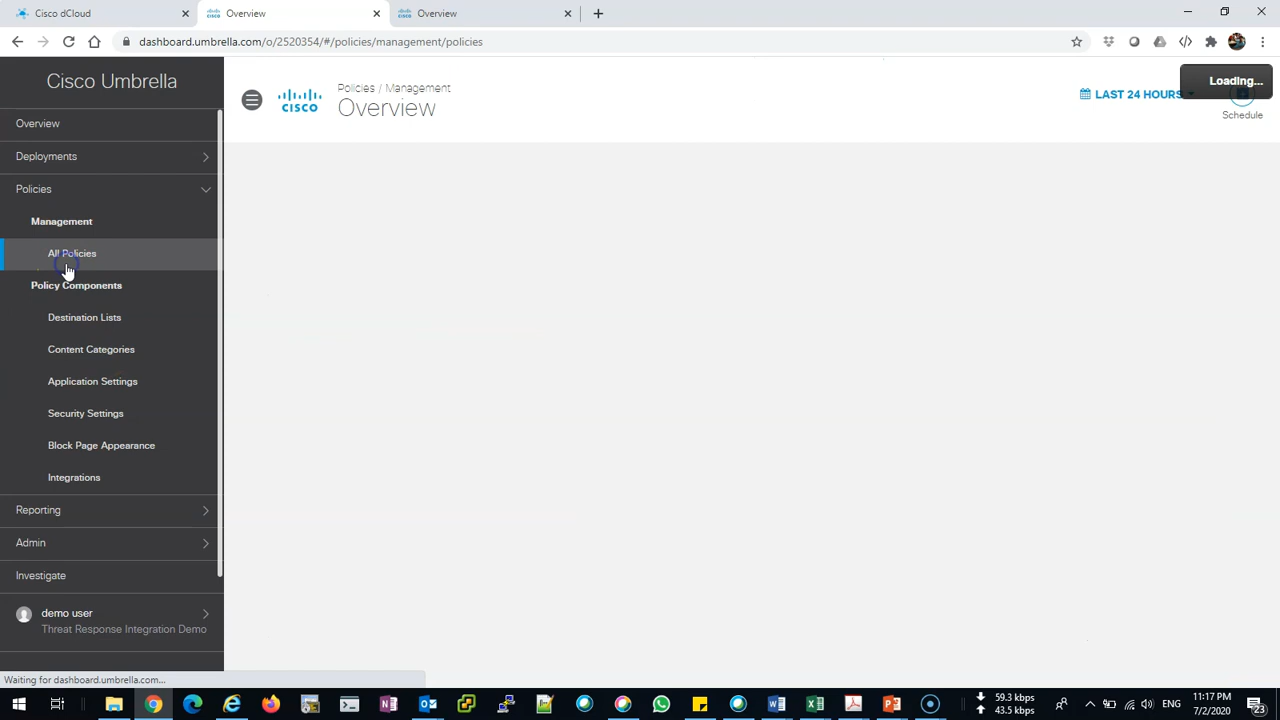 Cisco dCloud
Overview
Overview
dashboard.umbrella.com/o/2520354/#/policies/management/policies
Cisco Umbrella
Overview
Deployments
Policies
Management
All Policies
Policy Components
Destination Lists
Content Categories
Application Settings
Security Settings
Block Page Appearance
Integrations
Reporting
Admin
Investigate
demo user
Threat Response Integration Demo
CISCO
Policies / Management
Overview
LAST 24 HOURS
Loading...
Schedule
Waiting for dashboard.umbrella.com...
59.3 kbps
43.5 kbps
ENG
11:17 PM
7/2/2020
23